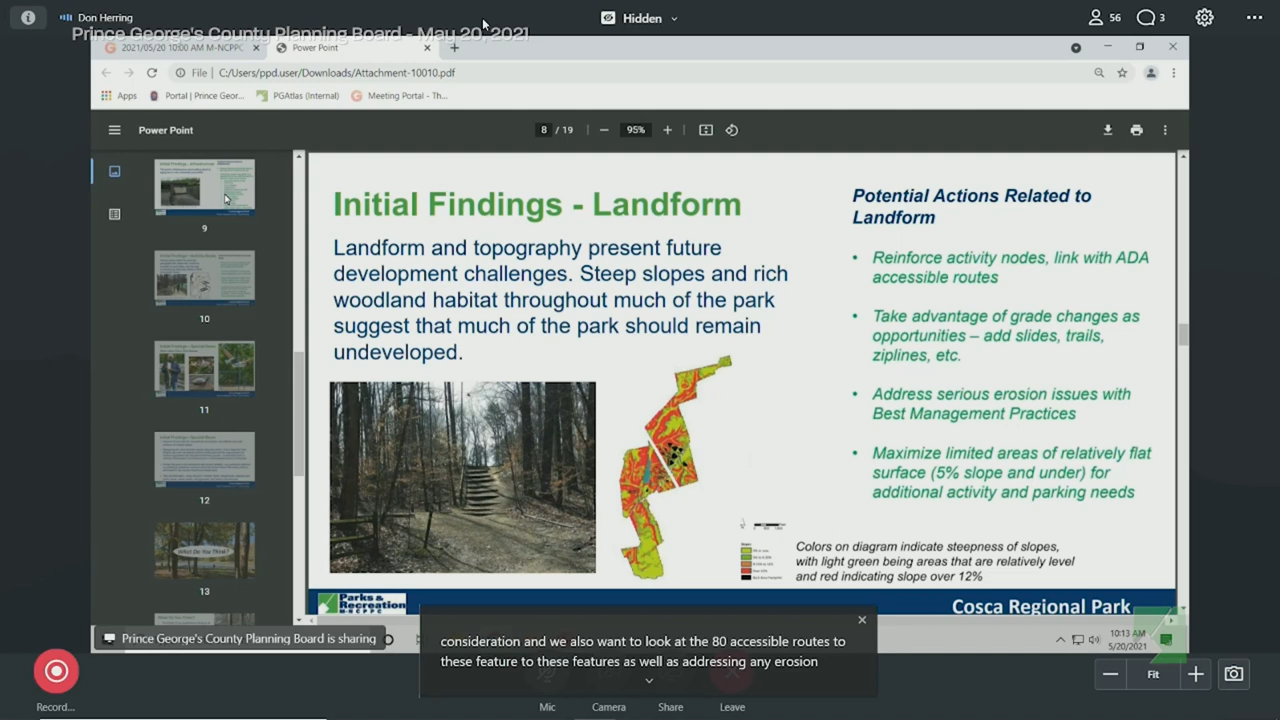 Don Herring
Hidden
56
3
Prince George's County Planning Board - May 20, 2021
2021/05/20 10:00 AM M-NCPPC
Power Point
File
C:/Users/ppd.user/Downloads/Attachment-10010.pdf
Apps
Portal | Prince Geor...
PGAtlas (Internal)
Meeting Portal - Th...
Power Point
8 / 19
95%
9
10
11
12
What Do You Think?
13
Initial Findings - Landform
Landform and topography present future
development challenges. Steep slopes and rich
woodland habitat throughout much of the park
suggest that much of the park should remain
undeveloped.
Potential Actions Related to
Landform
• Reinforce activity nodes, link with ADA
accessible routes
• Take advantage of grade changes as
opportunities – add slides, trails,
ziplines, etc.
• Address serious erosion issues with
Best Management Practices
• Maximize limited areas of relatively flat
surface (5% slope and under) for
additional activity and parking needs
Colors on diagram indicate steepness of slopes,
with light green being areas that are relatively level
and red indicating slope over 12%
Parks &
Recreation
M-NCPPC
Cosca Regional Park
Prince George's County Planning Board is sharing
consideration and we also want to look at the 80 accessible routes to
these feature to these features as well as addressing any erosion
10:13 AM
5/20/2021
Record...
Mic
Camera
Share
Leave
Fit